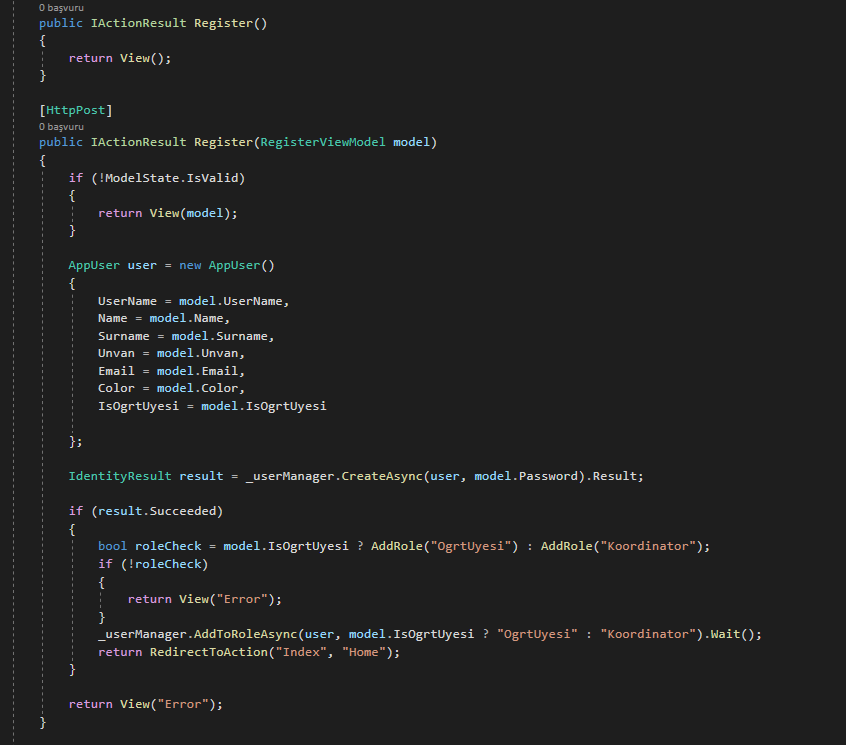 0 başvuru
public IActionResult Register()
{
return View();
}
[HttpPost]
0 başvuru
public IActionResult Register(RegisterViewModel model)
{
if (!ModelState.IsValid)
{
return View(model);
}
AppUser user = new AppUser()
{
UserName = model.UserName,
Name = model.Name,
Surname = model.Surname,
Unvan = model.Unvan,
Email = model.Email,
Color = model.Color,
IsOgrtUyesi = model.IsOgrtUyesi
};
IdentityResult result = _userManager.CreateAsync(user, model.Password).Result;
if (result.Succeeded)
{
bool roleCheck = model.IsOgrtUyesi ? AddRole("OgrtUyesi") : AddRole("Koordinator");
if (!roleCheck)
{
return View("Error");
}
_userManager.AddToRoleAsync(user, model.IsOgrtUyesi ? "OgrtUyesi" : "Koordinator").Wait();
return RedirectToAction("Index", "Home");
}
return View("Error");
}